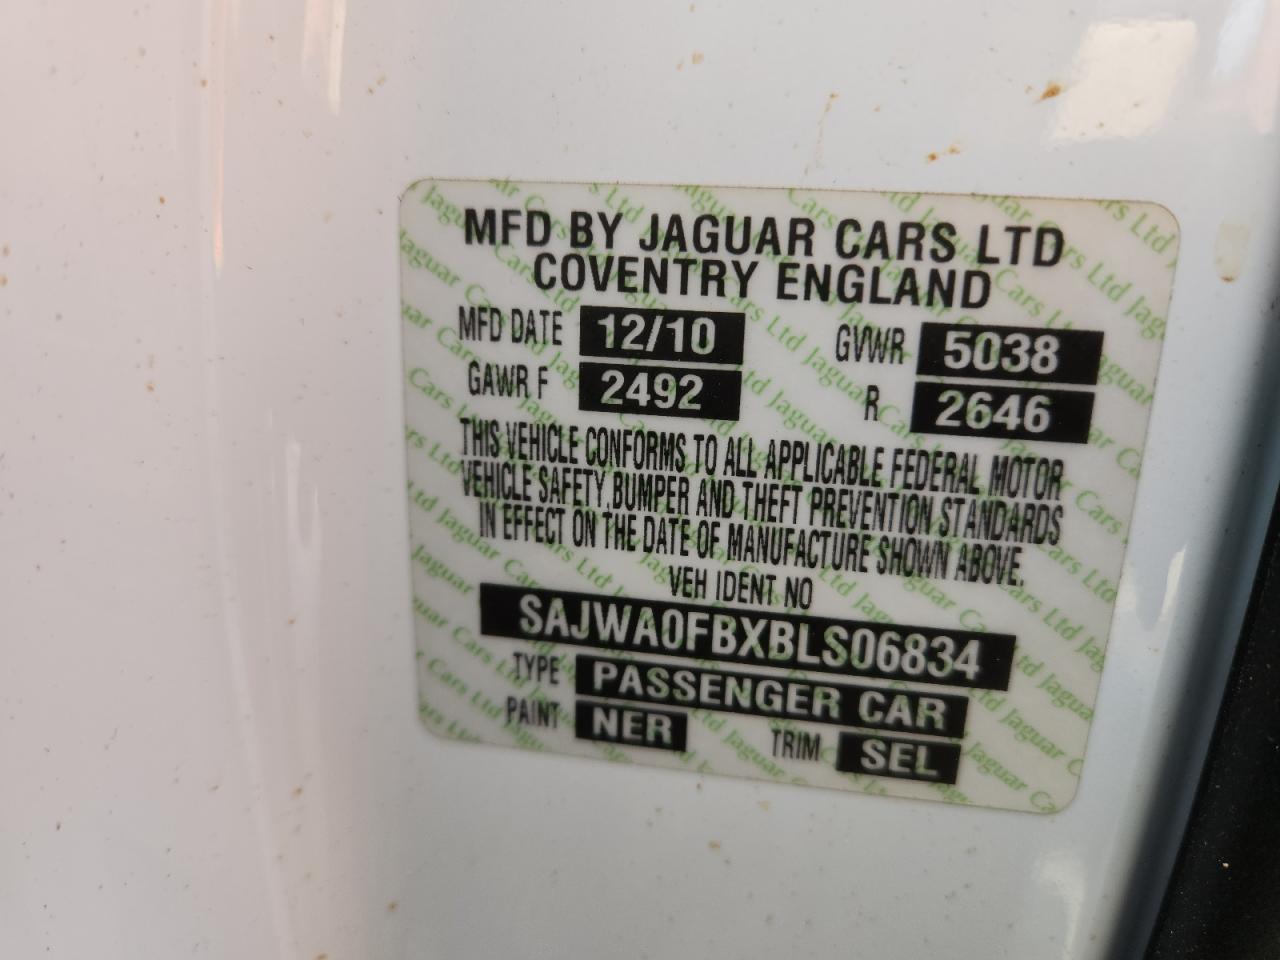 MFD BY JAGUAR CARS LTD
COVENTRY ENGLAND
MFD DATE 12/10 GVWR 5038
GAWR F 2492 R 2646
THIS VEHICLE CONFORMS TO ALL APPLICABLE FEDERAL MOTOR
VEHICLE SAFETY, BUMPER AND THEFT PREVENTION STANDARDS
IN EFFECT ON THE DATE OF MANUFACTURE SHOWN ABOVE.
VEH IDENT NO
SAJWA0FBXBLS06834
TYPE PASSENGER CAR
PAINT NER TRIM SEL